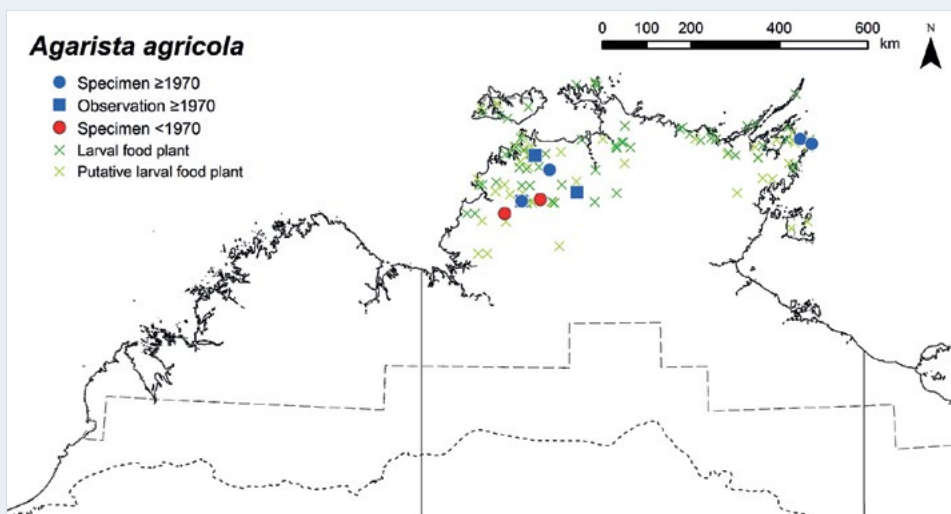 Agarista agricola
Specimen ≥1970
Observation ≥1970
Specimen <1970
Larval food plant
Putative larval food plant
0 100 200 400 600
km
N